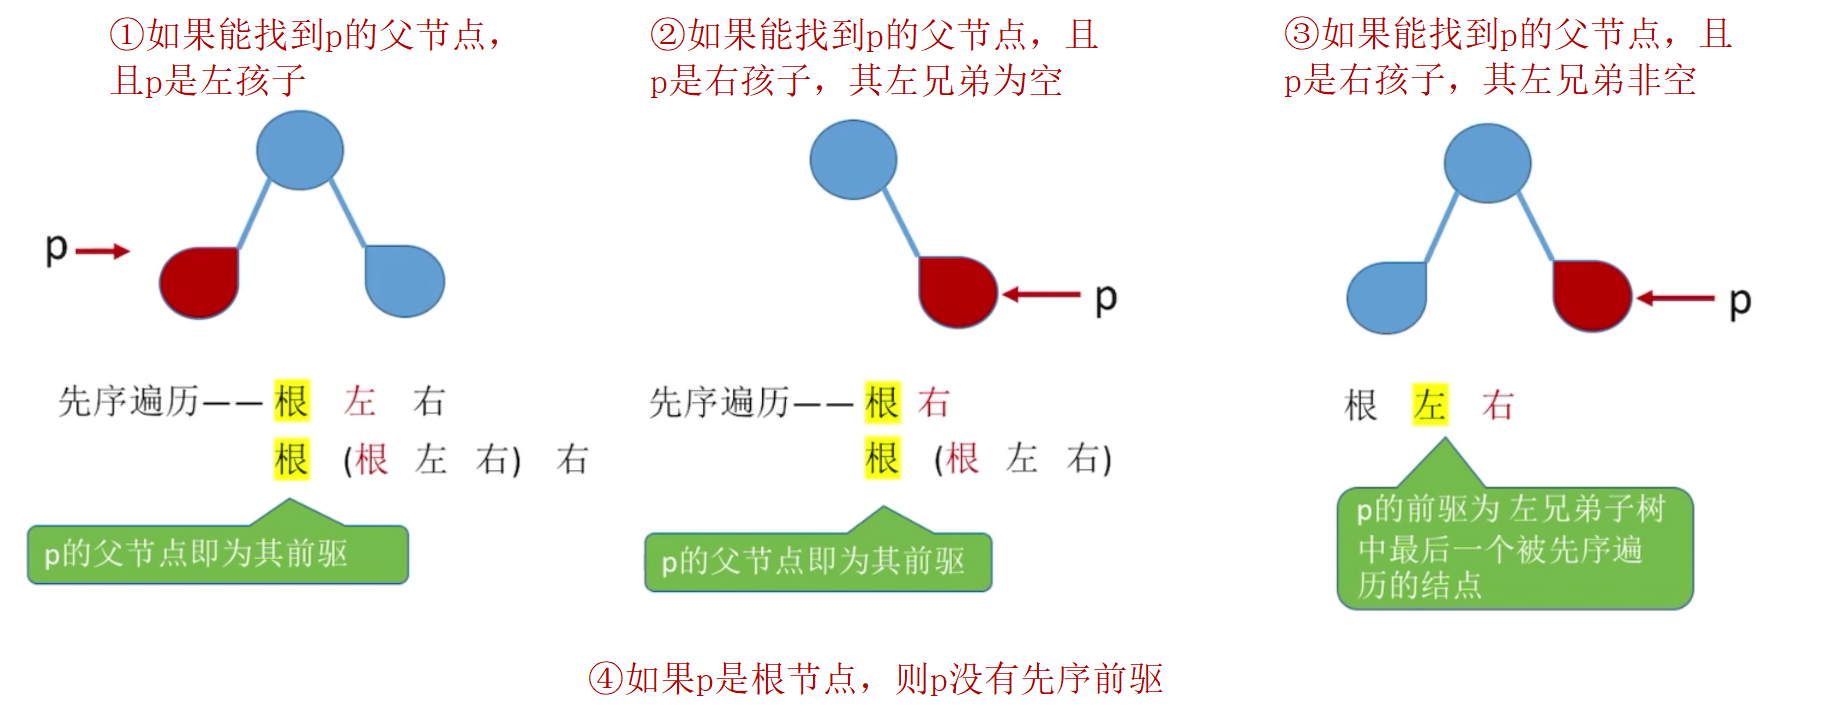 ①如果能找到p的父节点，
且p是左孩子
p
先序遍历——根 左 右
根 (根 左 右) 右
p的父节点即为其前驱
②如果能找到p的父节点，且
p是右孩子，其左兄弟为空
p
先序遍历——根 右
根 (根 左 右)
p的父节点即为其前驱
③如果能找到p的父节点，且
p是右孩子，其左兄弟非空
p
根 左 右
p的前驱为 左兄弟子树
中最后一个被先序遍
历的结点
④如果p是根节点，则p没有先序前驱